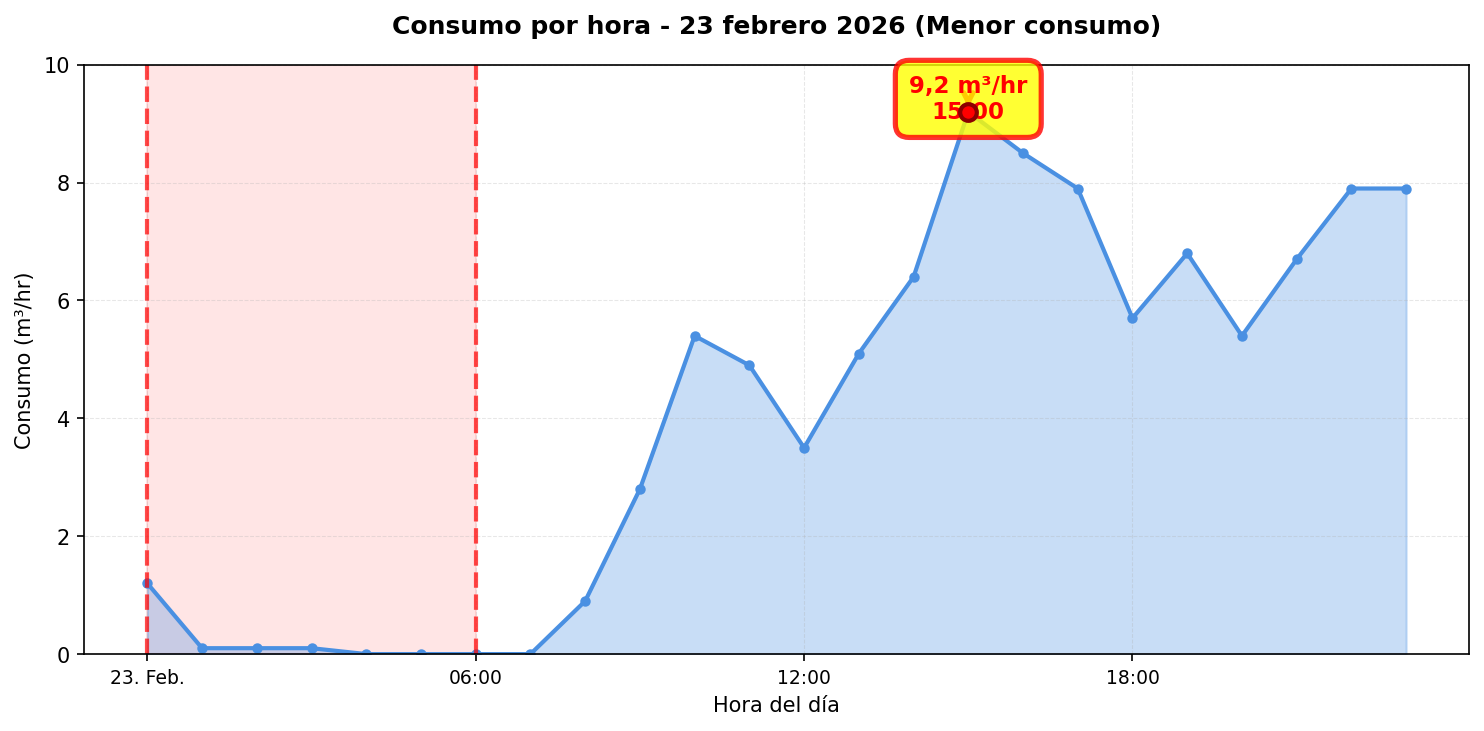 Consumo por hora - 23 febrero 2026 (Menor consumo)
10
9,2 m³/hr
15:00
8
6
4
2
0
Consumo (m³/hr)
23. Feb.
06:00
12:00
18:00
Hora del día